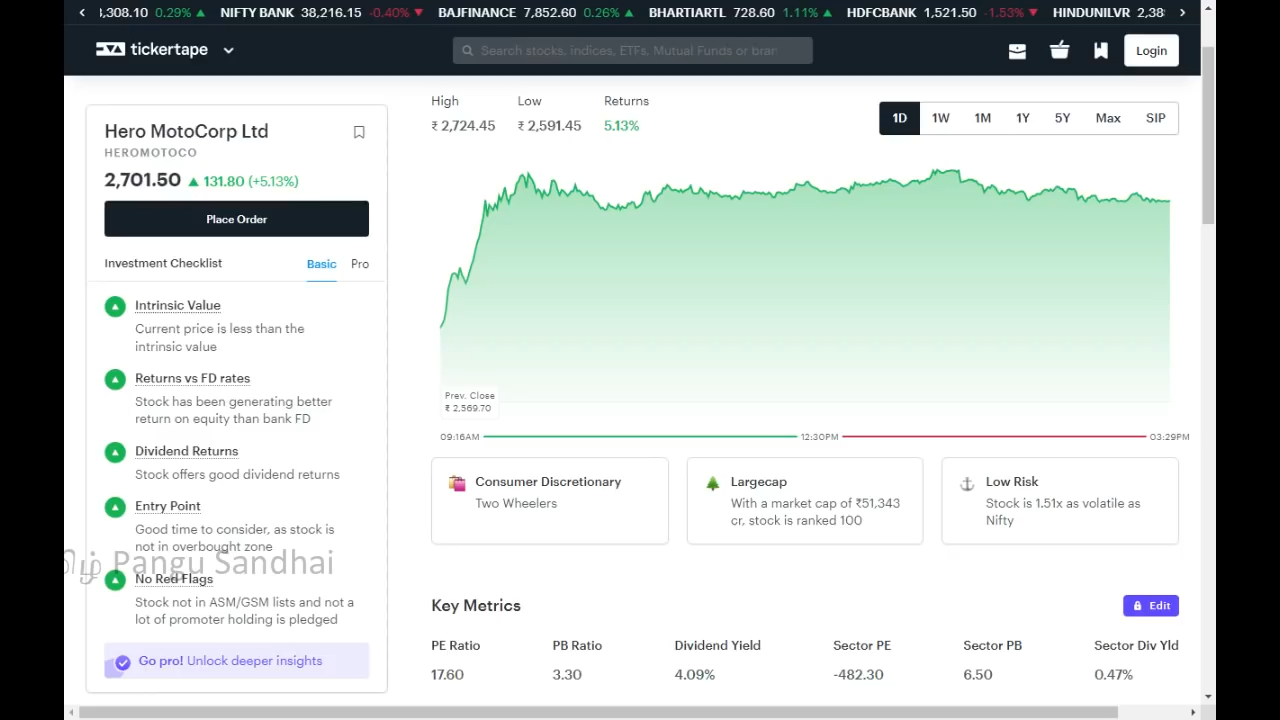 ,308.10 0.29% ▲ NIFTY BANK 38,216.15 -0.40% ▼ BAJFINANCE 7,852.60 0.26% ▲ BHARTIARTL 728.60 1.11% ▲ HDFCBANK 1,521.50 -1.53% ▼ HINDUNILVR 2,38
tickertape
Search stocks, indices, ETFs, Mutual Funds or bran
Login
Hero MotoCorp Ltd
HEROMOTOCO
2,701.50 ▲ 131.80 (+5.13%)
Place Order
Investment Checklist Basic Pro
Intrinsic Value
Current price is less than the
intrinsic value
Returns vs FD rates
Stock has been generating better
return on equity than bank FD
Dividend Returns
Stock offers good dividend returns
Entry Point
Good time to consider, as stock is
not in overbought zone
Pangu Sandhai
No Red Flags
Stock not in ASM/GSM lists and not a
lot of promoter holding is pledged
Go pro! Unlock deeper insights
High Low Returns
₹ 2,724.45 ₹ 2,591.45 5.13%
1D 1W 1M 1Y 5Y Max SIP
Prev. Close
₹ 2,569.70
09:16AM 12:30PM 03:29PM
Consumer Discretionary
Two Wheelers
Largecap
With a market cap of ₹51,343
cr, stock is ranked 100
Low Risk
Stock is 1.51x as volatile as
Nifty
Key Metrics
Edit
PE Ratio PB Ratio Dividend Yield Sector PE Sector PB Sector Div Yld
17.60 3.30 4.09% -482.30 6.50 0.47%